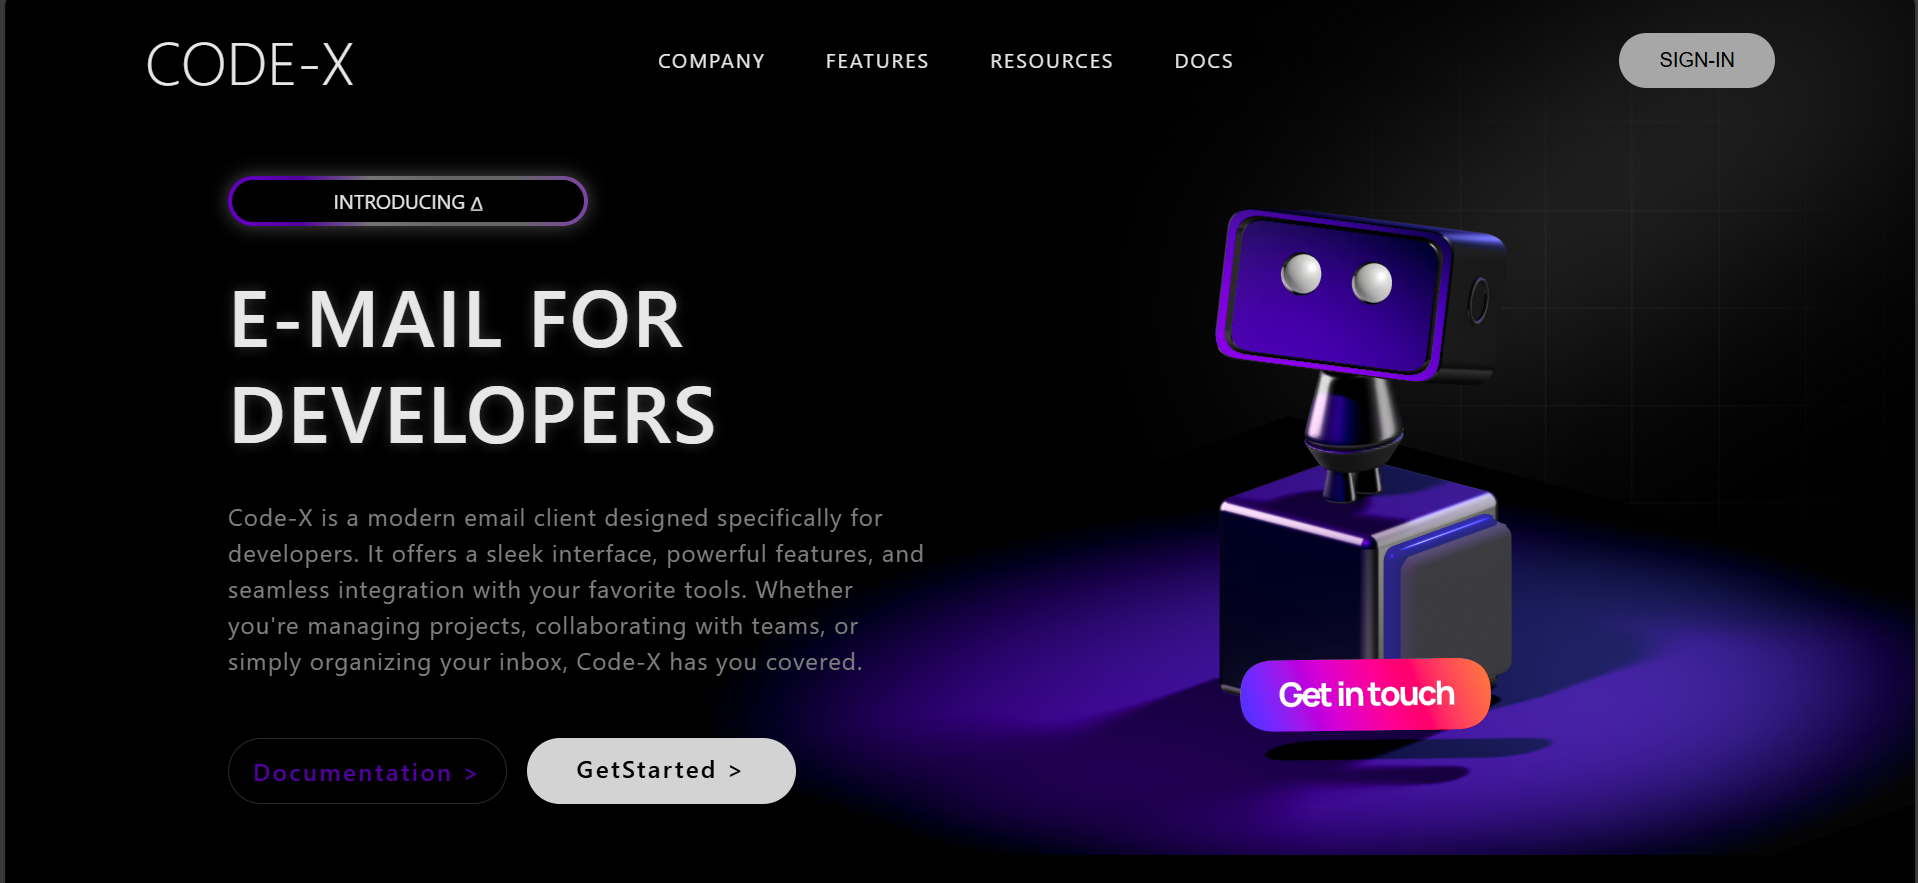 CODE-X
COMPANY
FEATURES
RESOURCES
DOCS
SIGN-IN
INTRODUCING Δ
E-MAIL FOR
DEVELOPERS
Code-X is a modern email client designed specifically for
developers. It offers a sleek interface, powerful features, and
seamless integration with your favorite tools. Whether
you're managing projects, collaborating with teams, or
simply organizing your inbox, Code-X has you covered.
Documentation >
GetStarted >
Get in touch